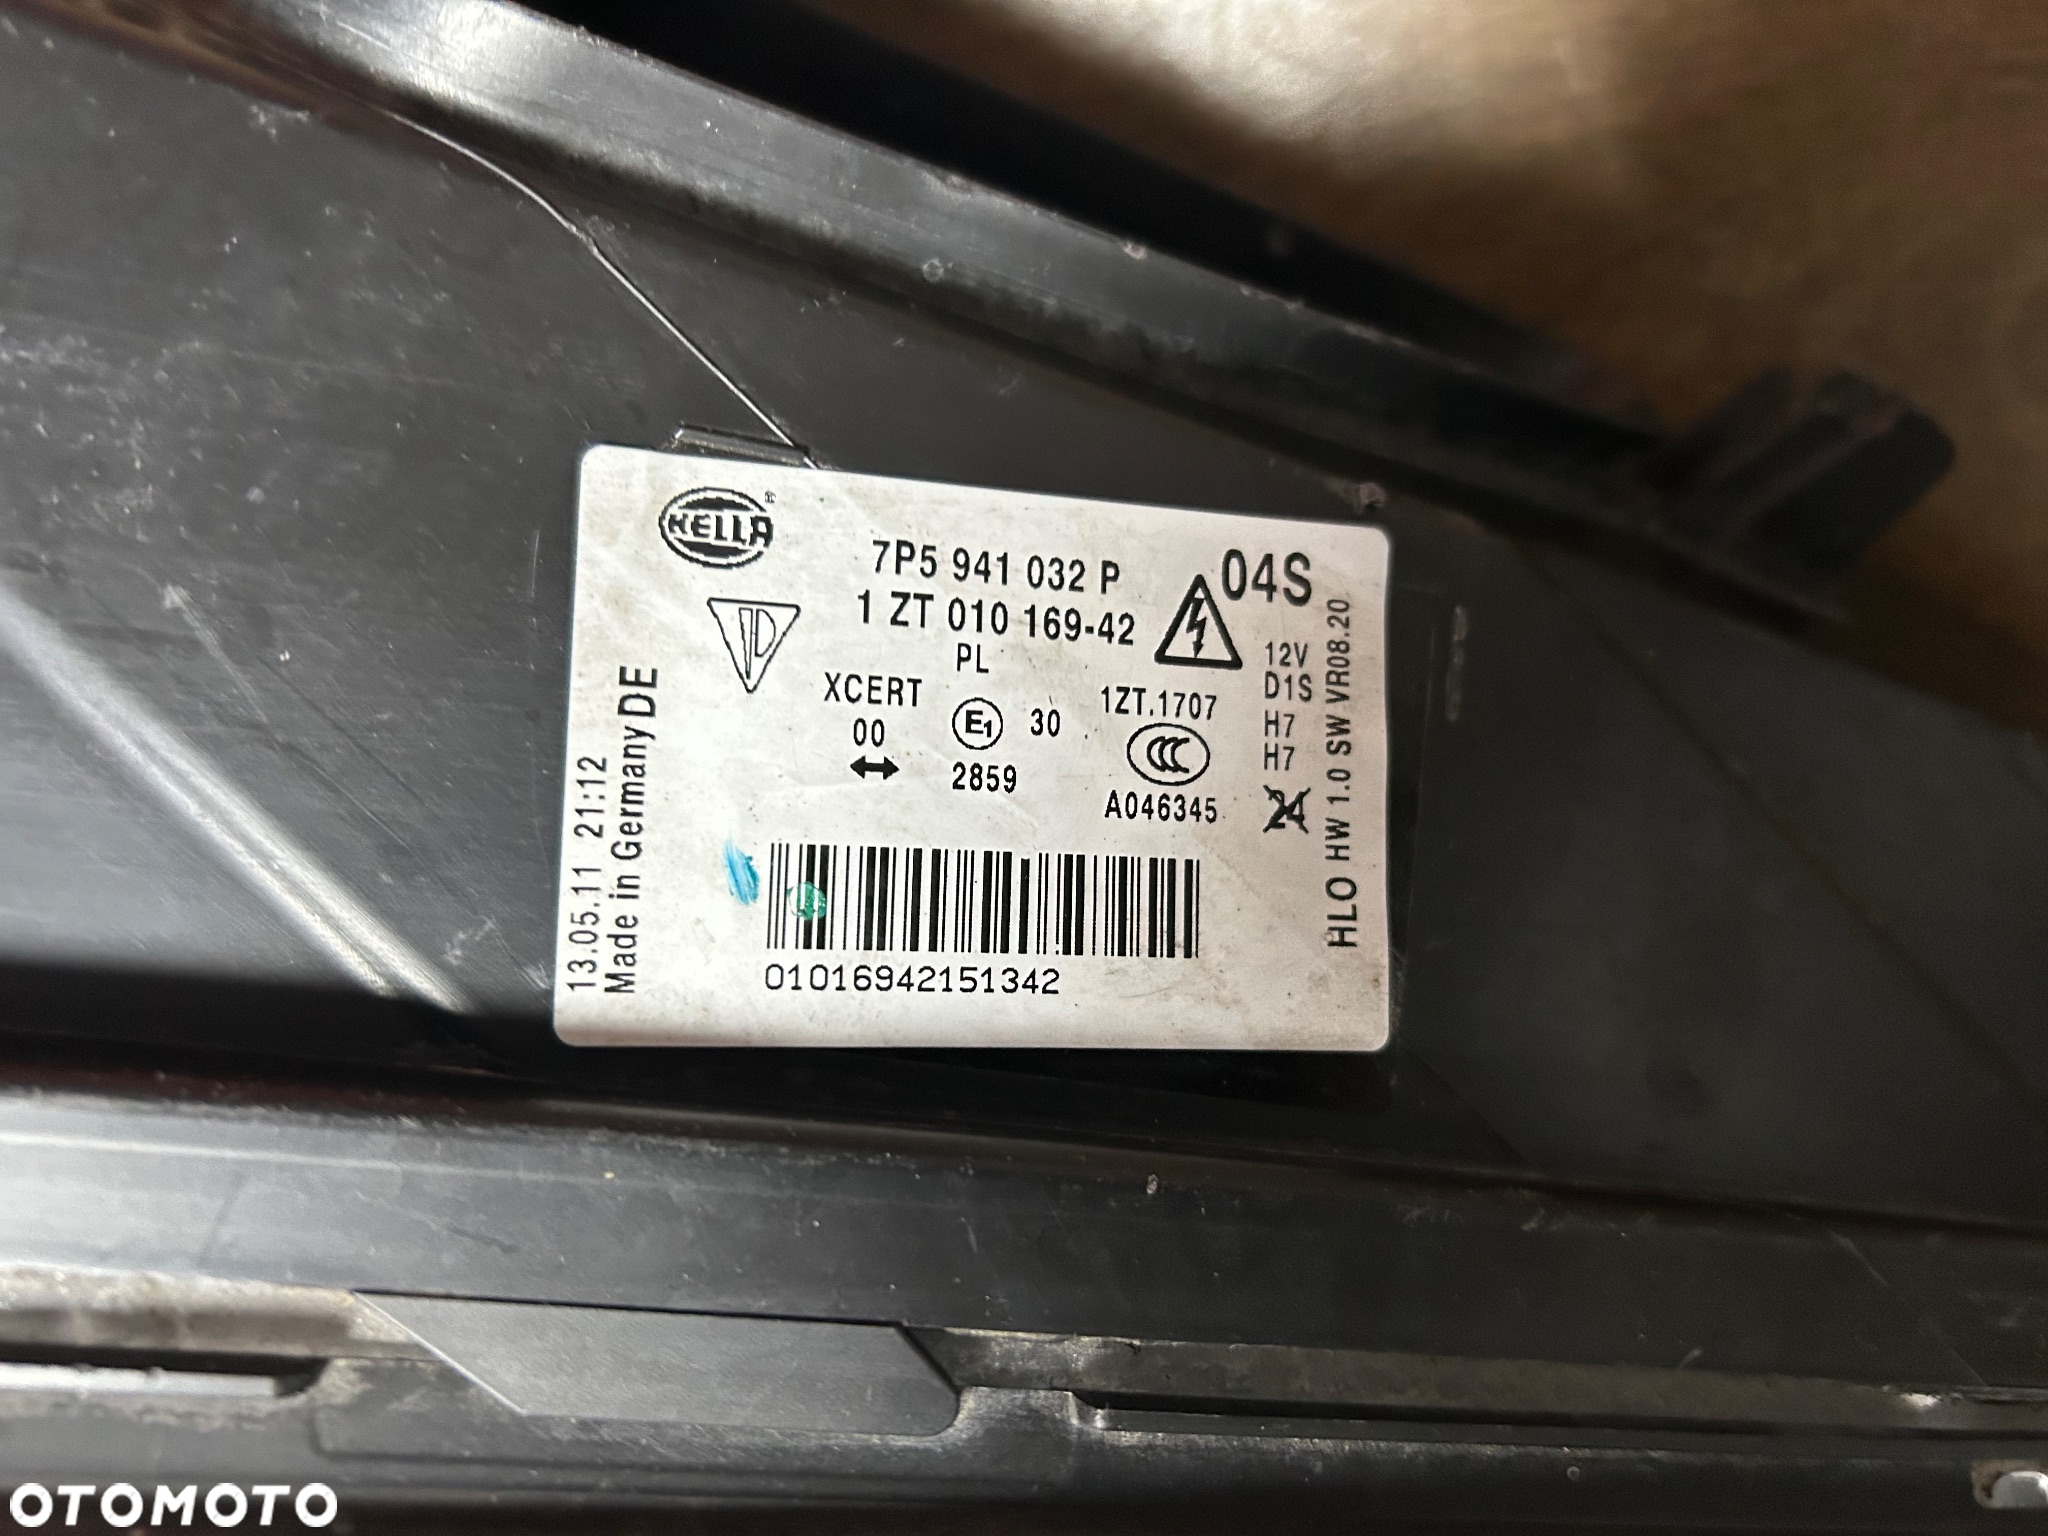 HELLA ®
7P5 941 032 P
04S
1 ZT 010 169-42
PL
XCERT
00
E1
30
2859
1ZT.1707
CCC
A046345
12V
D1S
H7
H7
24
HLO HW 1.0 SW VR08.20
13.05.11 21:12
Made in Germany DE
01016942151342
OTOMOTO